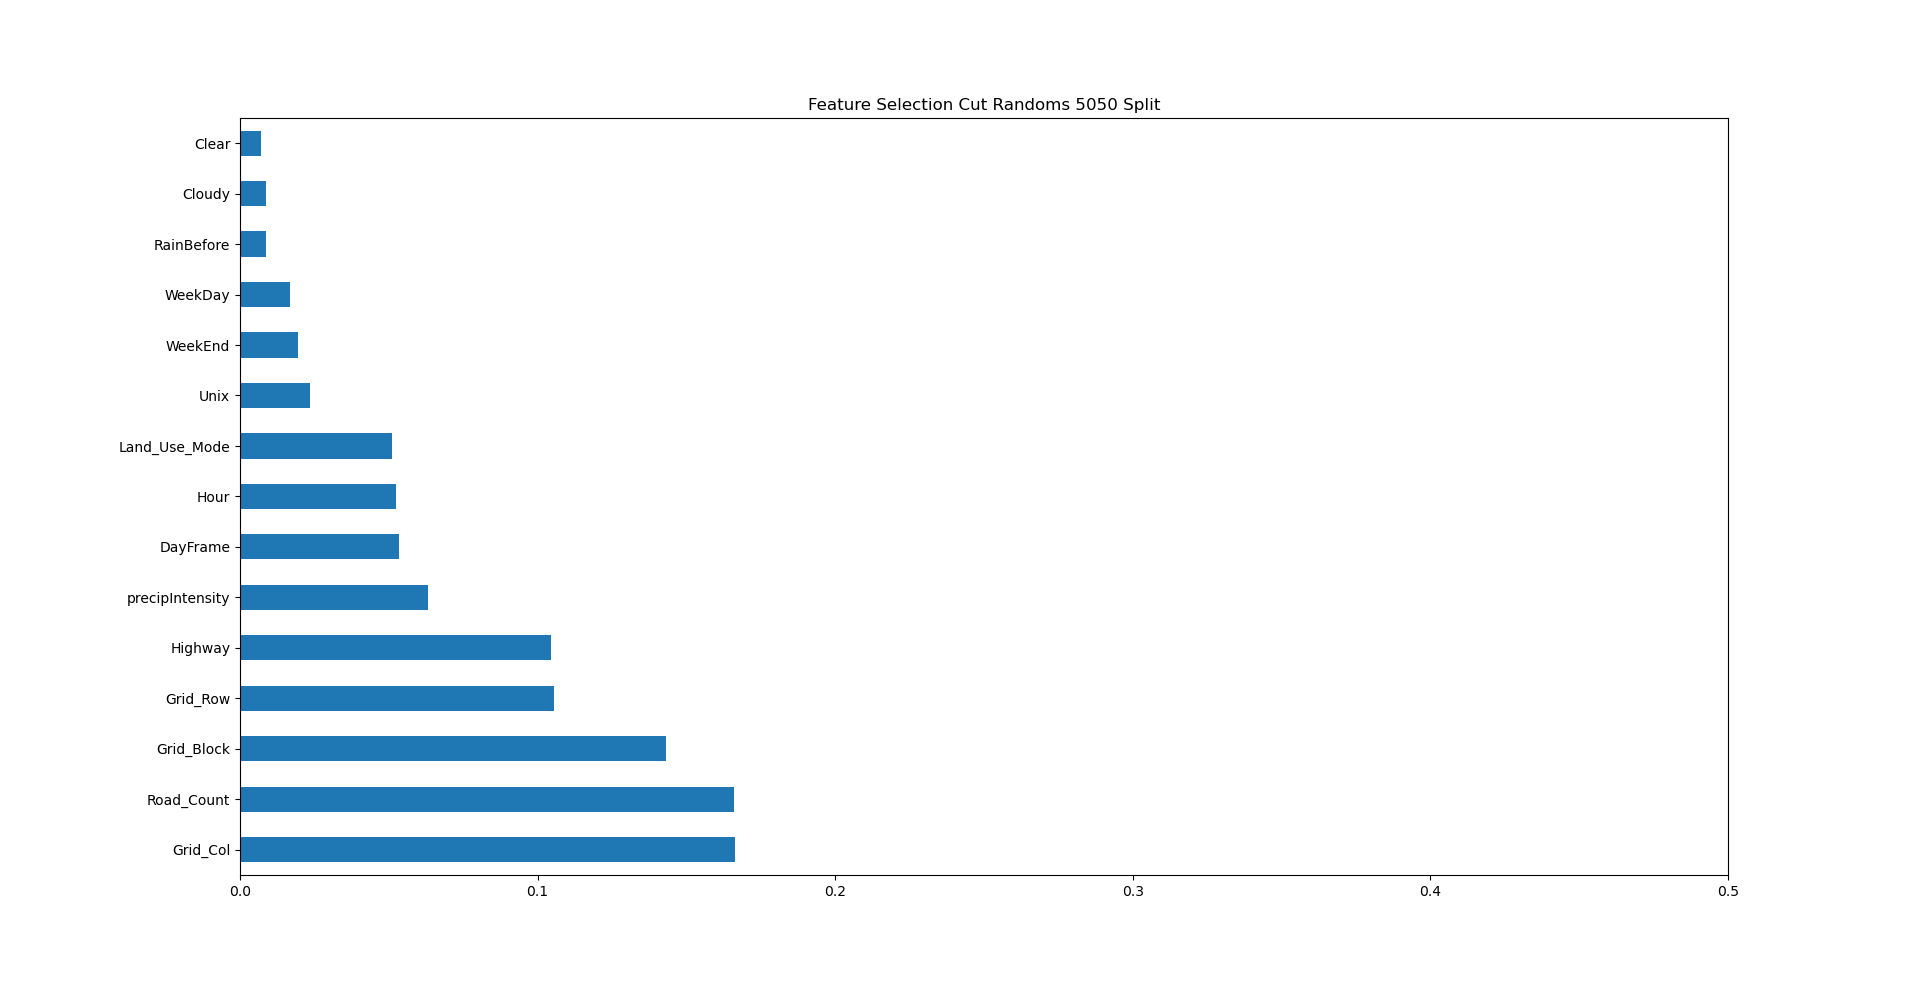 Feature Selection Cut Randoms 5050 Split
Clear
Cloudy
RainBefore
WeekDay
WeekEnd
Unix
Land_Use_Mode
Hour
DayFrame
precipIntensity
Highway
Grid_Row
Grid_Block
Road_Count
Grid_Col
0.0 0.1 0.2 0.3 0.4 0.5